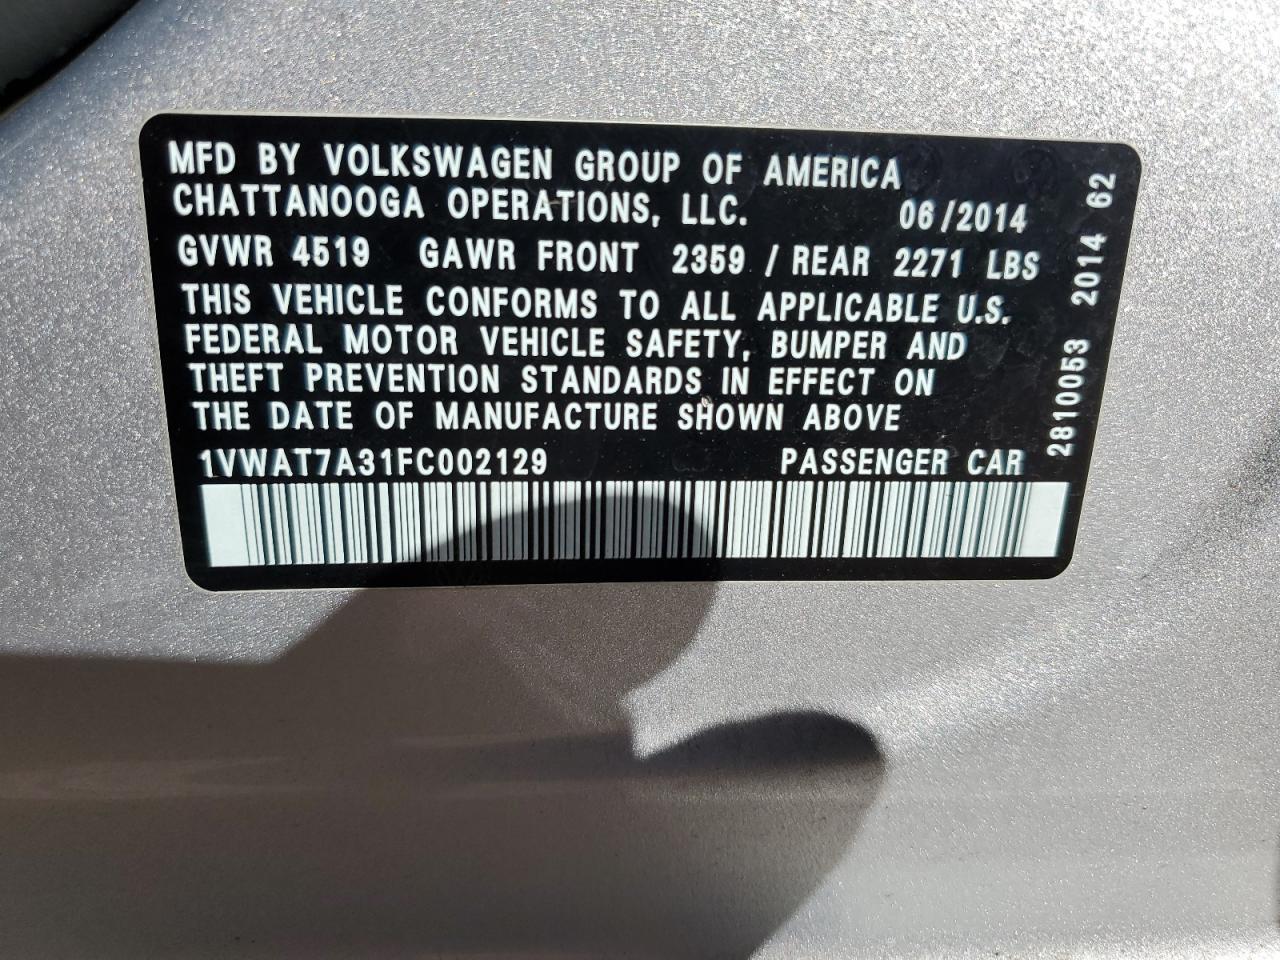 MFD BY VOLKSWAGEN GROUP OF AMERICA
CHATTANOOGA OPERATIONS, LLC. 06/2014
GVWR 4519 GAWR FRONT 2359 / REAR 2271 LBS
THIS VEHICLE CONFORMS TO ALL APPLICABLE U.S.
FEDERAL MOTOR VEHICLE SAFETY, BUMPER AND
THEFT PREVENTION STANDARDS IN EFFECT ON
THE DATE OF MANUFACTURE SHOWN ABOVE
1VWAT7A31FC002129 PASSENGER CAR
2810053 2014 62